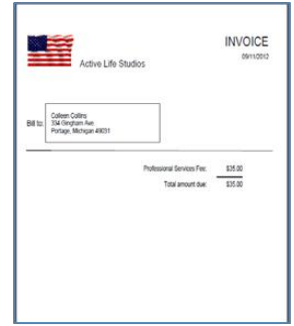 INVOICE
09/11/2012
Active Life Studios
Bill to:
Colleen Collins
334 Gingham Ave.
Portage, Michigan 49031
Professional Services Fee: $35.00
Total amount due: $35.00